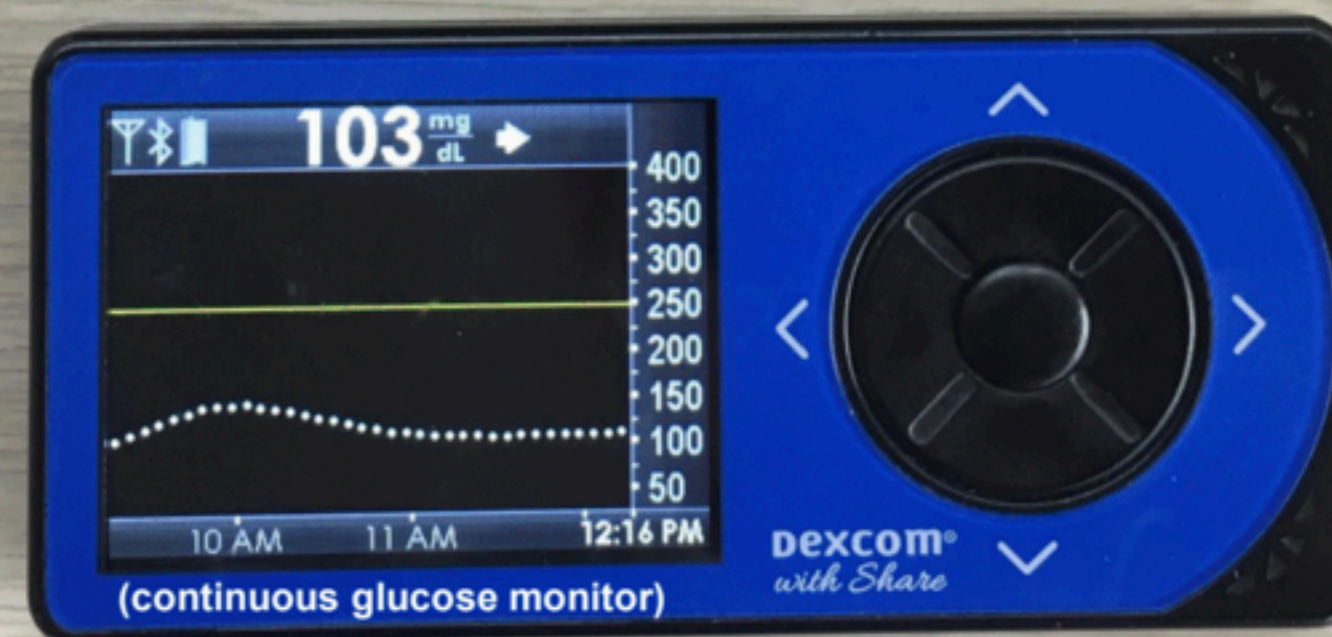 103 mg/dL
400
350
300
250
200
150
100
50
10 AM 11 AM 12:16 PM
Dexcom®
with Share
(continuous glucose monitor)